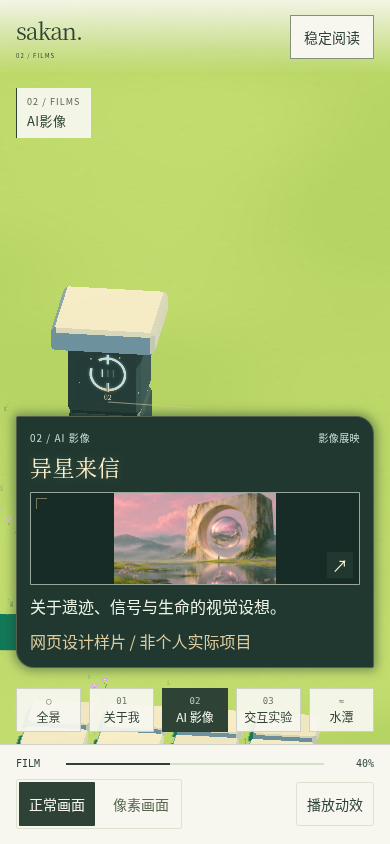 sakan.
02 / FILMS
稳定阅读
02 / FILMS
AI影像
02
02 / AI 影像
影像展映
异星来信
↗
关于遗迹、信号与生命的视觉设想。
网页设计样片 / 非个人实际项目
○
全景
01
关于我
02
AI 影像
03
交互实验
≈
水潭
FILM
40%
正常画面
像素画面
播放动效